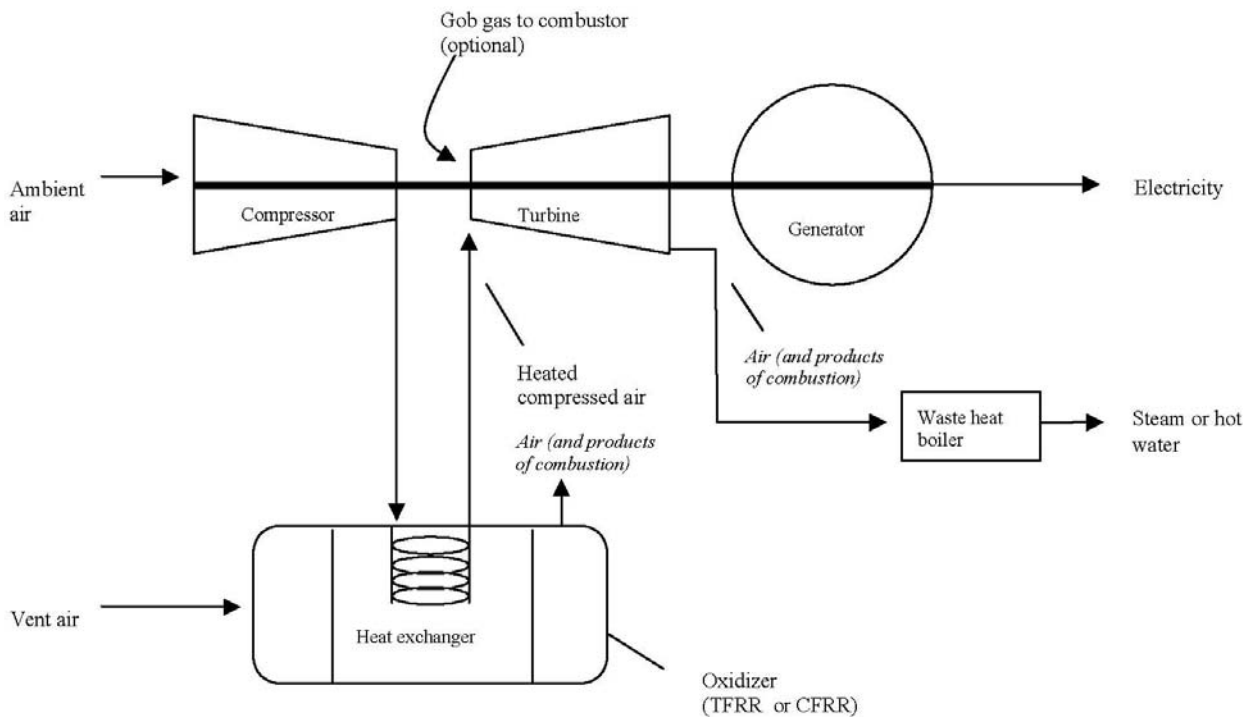 Gob gas to combustor
(optional)
Ambient
air
Compressor
Turbine
Generator
Electricity
Heated
compressed air
Air (and products
of combustion)
Air (and products
of combustion)
Waste heat
boiler
Steam or hot
water
Vent air
Heat exchanger
Oxidizer
(TFRR or CFRR)